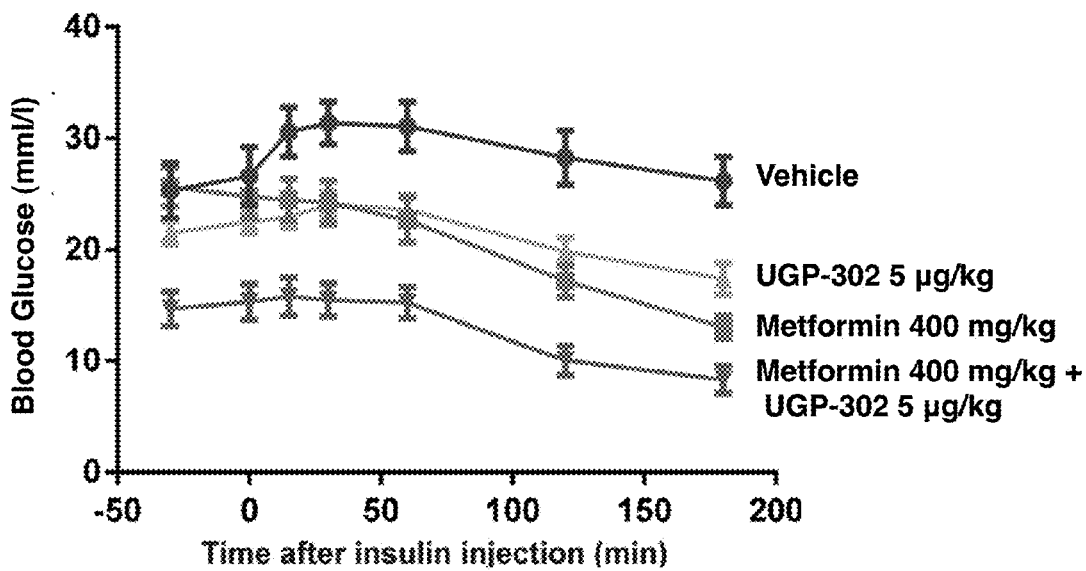 40
30
20
10
0
-50
0
50
100
150
200
Blood Glucose (mml/l)
Time after insulin injection (min)
Vehicle
UGP-302 5 µg/kg
Metformin 400 mg/kg
Metformin 400 mg/kg +
UGP-302 5 µg/kg